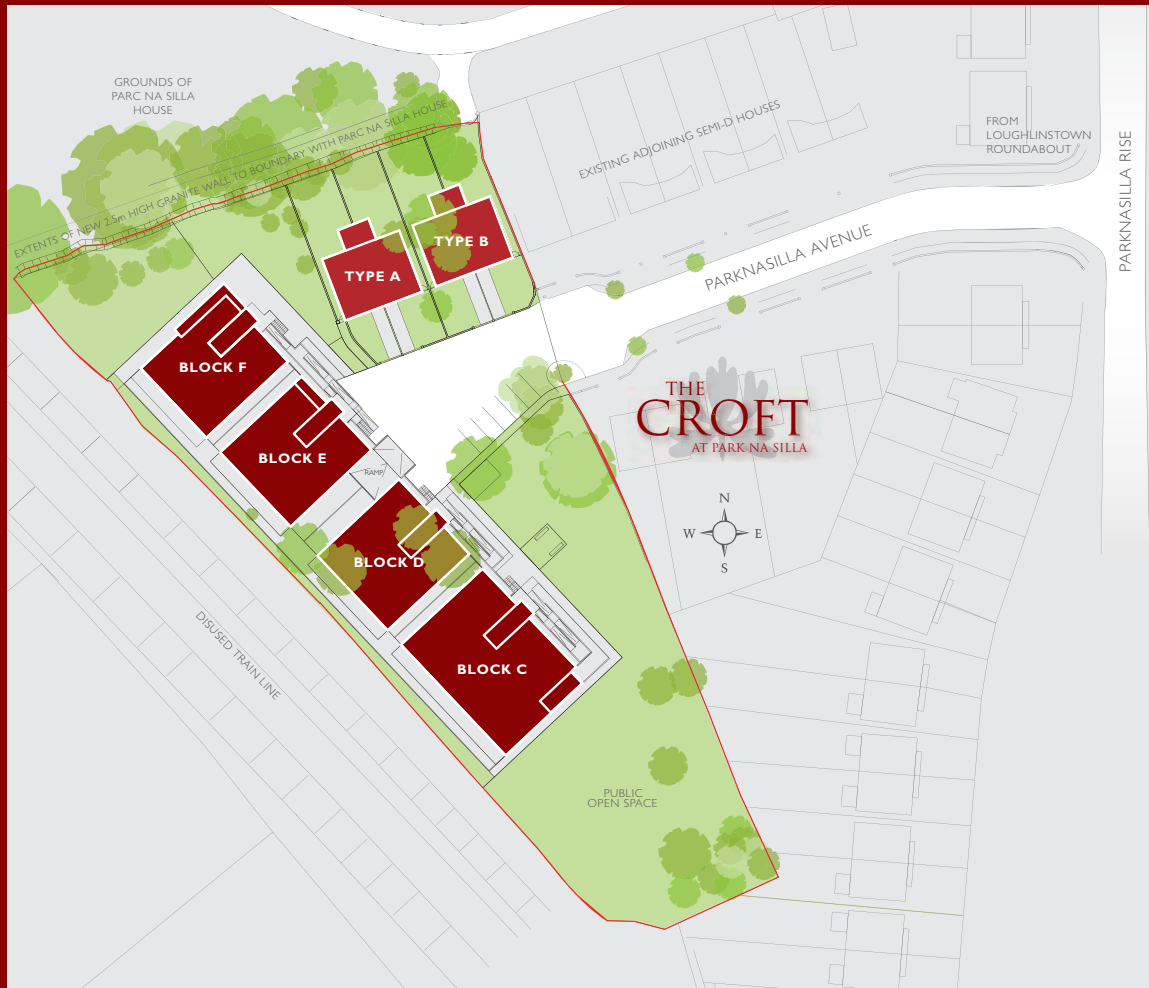 GROUNDS OF
PARC NA SILLA
HOUSE
EXTENTS OF NEW 2.5m HIGH GRANITE WALL TO BOUNDARY WITH PARC NA SILLA HOUSE
EXISTING ADJOINING SEMI-D HOUSES
FROM
LOUGHLINSTOWN
ROUNDABOUT
PARKNASILLA RISE
PARKNASILLA AVENUE
TYPE B
TYPE A
BLOCK F
BLOCK E
RAMP
BLOCK D
BLOCK C
THE
CROFT
AT PARK NA SILLA
N
W
E
S
DISUSED TRAIN LINE
PUBLIC
OPEN SPACE